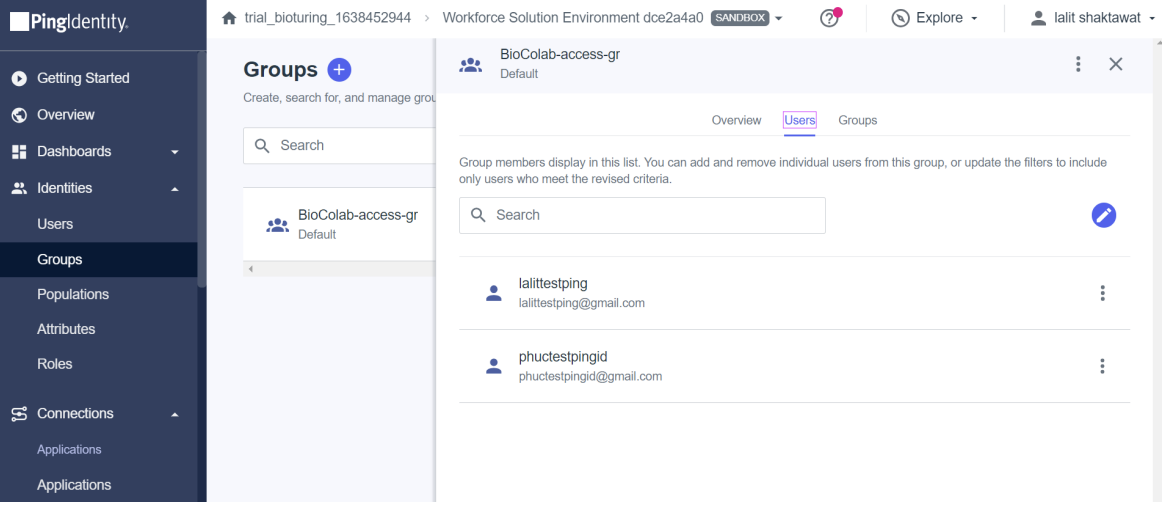 PingIdentity.
trial_bioturing_1638452944 > Workforce Solution Environment dce2a4a0 SANDBOX
Explore
lalit shaktawat
Getting Started
Overview
Dashboards
Identities
Users
Groups
Populations
Attributes
Roles
Connections
Applications
Applications
Groups
Create, search for, and manage grou
Search
BioColab-access-gr
Default
BioColab-access-gr
Default
Overview Users Groups
Group members display in this list. You can add and remove individual users from this group, or update the filters to include
only users who meet the revised criteria.
Search
lalittestping
lalittestping@gmail.com
phuctestpingid
phuctestpingid@gmail.com